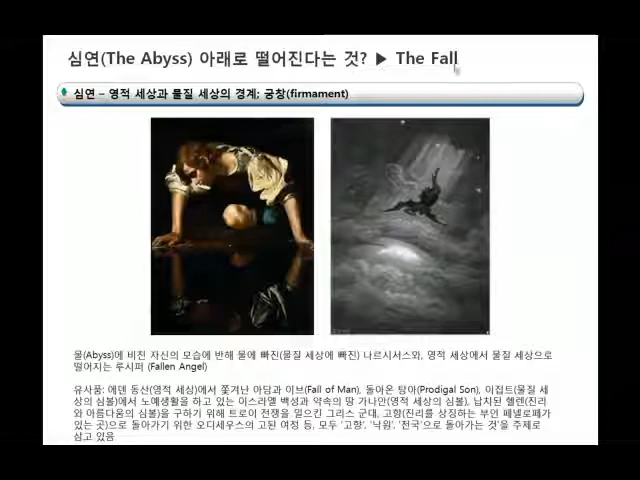 심연(The Abyss) 아래로 떨어진다는 것? ▶ The Fall
심연 – 영적 세상과 물질 세상의 경계; 궁창(firmament)
물(Abyss)에 비친 자신의 모습에 반해 물에 빠진(물질 세상에 빠진) 나르시서스와, 영적 세상에서 물질 세상으로
떨어지는 루시퍼 (Fallen Angel)
유사품: 에덴 동산(영적 세상)에서 쫓겨난 아담과 이브(Fall of Man), 돌아온 탕아(Prodigal Son), 이집트(물질 세
상의 심볼)에서 노예생활을 하고 있는 이스라엘 백성과 약속의 땅 가나안(영적 세상의 심볼), 납치된 헬렌(진리
와 아름다움의 심볼)을 구하기 위해 트로이 전쟁을 일으킨 그리스 군대, 고향(진리를 상징하는 부인 페넬로페가
있는 곳)으로 돌아가기 위한 오디세우스의 고된 여정 등, 모두 '고향', '낙원', '천국'으로 돌아가는 것'을 주제로
삼고 있음